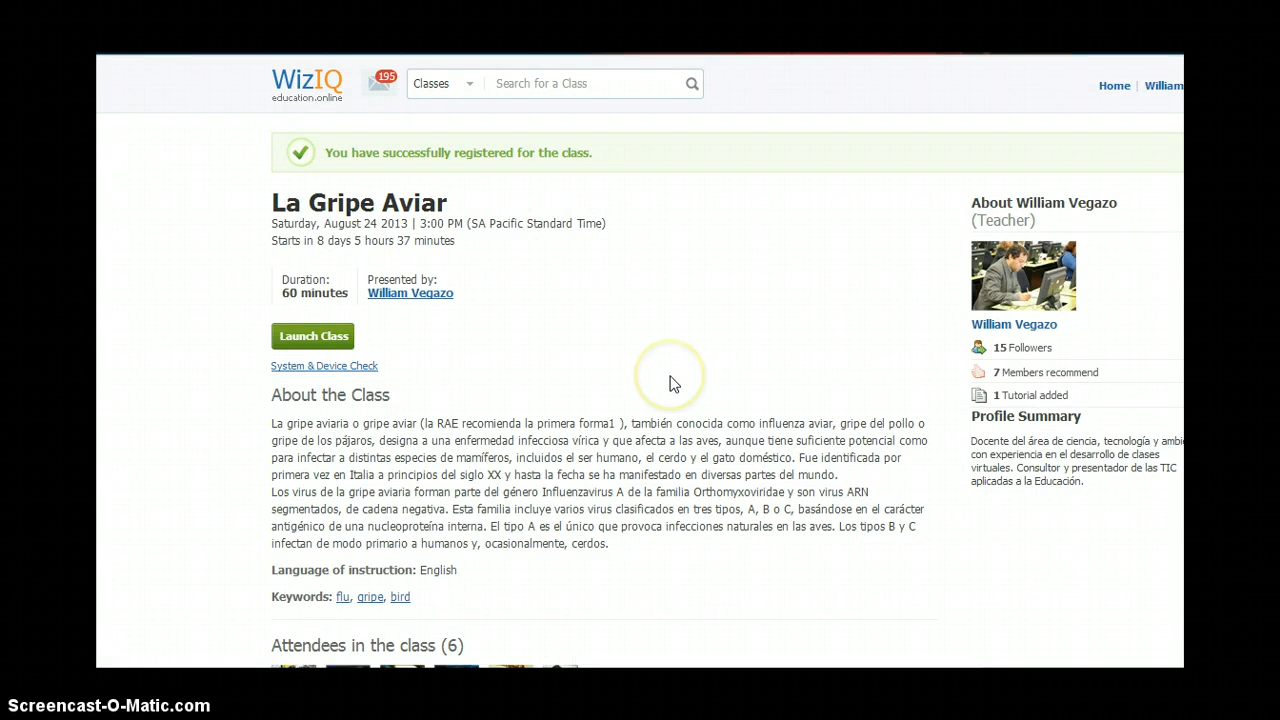 WizIQ
education.online
195
Classes
Search for a Class
Home | William
You have successfully registered for the class.
La Gripe Aviar
Saturday, August 24 2013 | 3:00 PM (SA Pacific Standard Time)
Starts in 8 days 5 hours 37 minutes
Duration:
60 minutes
Presented by:
William Vegazo
Launch Class
System & Device Check
About the Class
La gripe aviaria o gripe aviar (la RAE recomienda la primera forma1 ), también conocida como influenza aviar, gripe del pollo o
gripe de los pájaros, designa a una enfermedad infecciosa vírica y que afecta a las aves, aunque tiene suficiente potencial como
para infectar a distintas especies de mamíferos, incluidos el ser humano, el cerdo y el gato doméstico. Fue identificada por
primera vez en Italia a principios del siglo XX y hasta la fecha se ha manifestado en diversas partes del mundo.
Los virus de la gripe aviaria forman parte del género Influenzavirus A de la familia Orthomyxoviridae y son virus ARN
segmentados, de cadena negativa. Esta familia incluye varios virus clasificados en tres tipos, A, B o C, basándose en el carácter
antigénico de una nucleoproteína interna. El tipo A es el único que provoca infecciones naturales en las aves. Los tipos B y C
infectan de modo primario a humanos y, ocasionalmente, cerdos.
Language of instruction: English
Keywords: flu, gripe, bird
Attendees in the class (6)
About William Vegazo
(Teacher)
William Vegazo
15 Followers
7 Members recommend
1 Tutorial added
Profile Summary
Docente del área de ciencia, tecnología y ambi
con experiencia en el desarrollo de clases
virtuales. Consultor y presentador de las TIC
aplicadas a la Educación.
Screencast-O-Matic.com